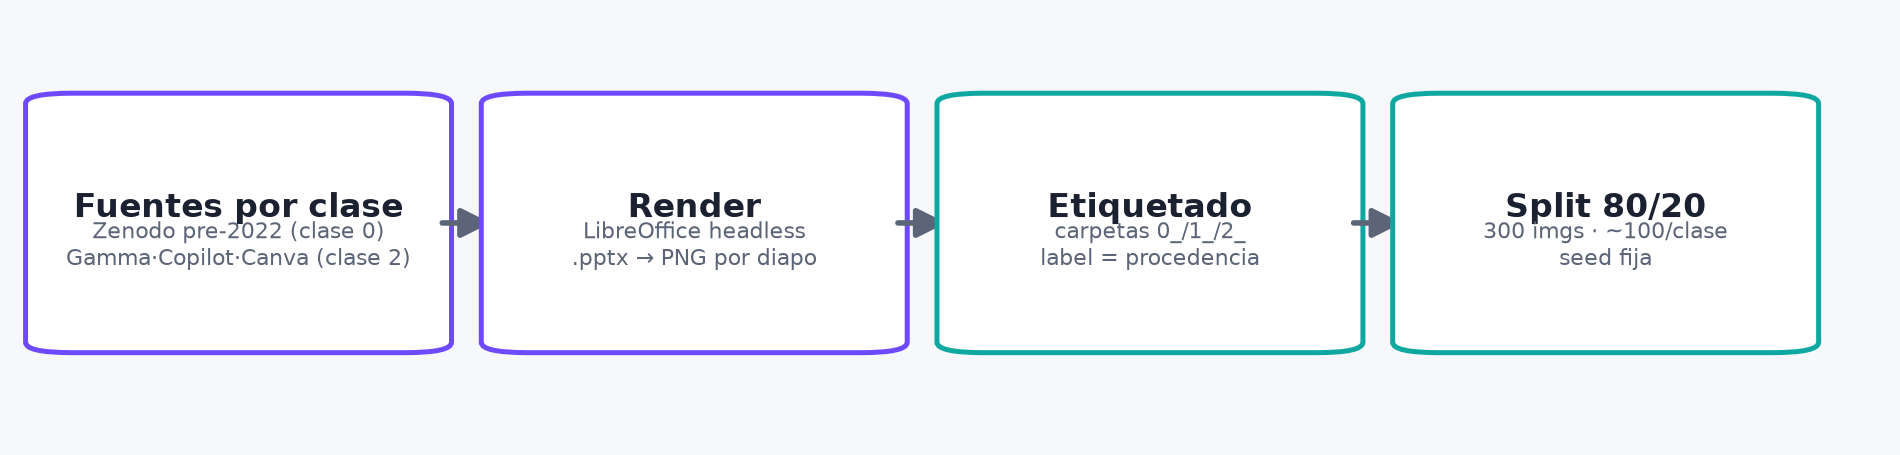 Fuentes por clase
Zenodo pre-2022 (clase 0)
Gamma·Copilot·Canva (clase 2)
Render
LibreOffice headless
.pptx → PNG por diapo
Etiquetado
carpetas 0_/1_/2_
label = procedencia
Split 80/20
300 imgs · ~100/clase
seed fija